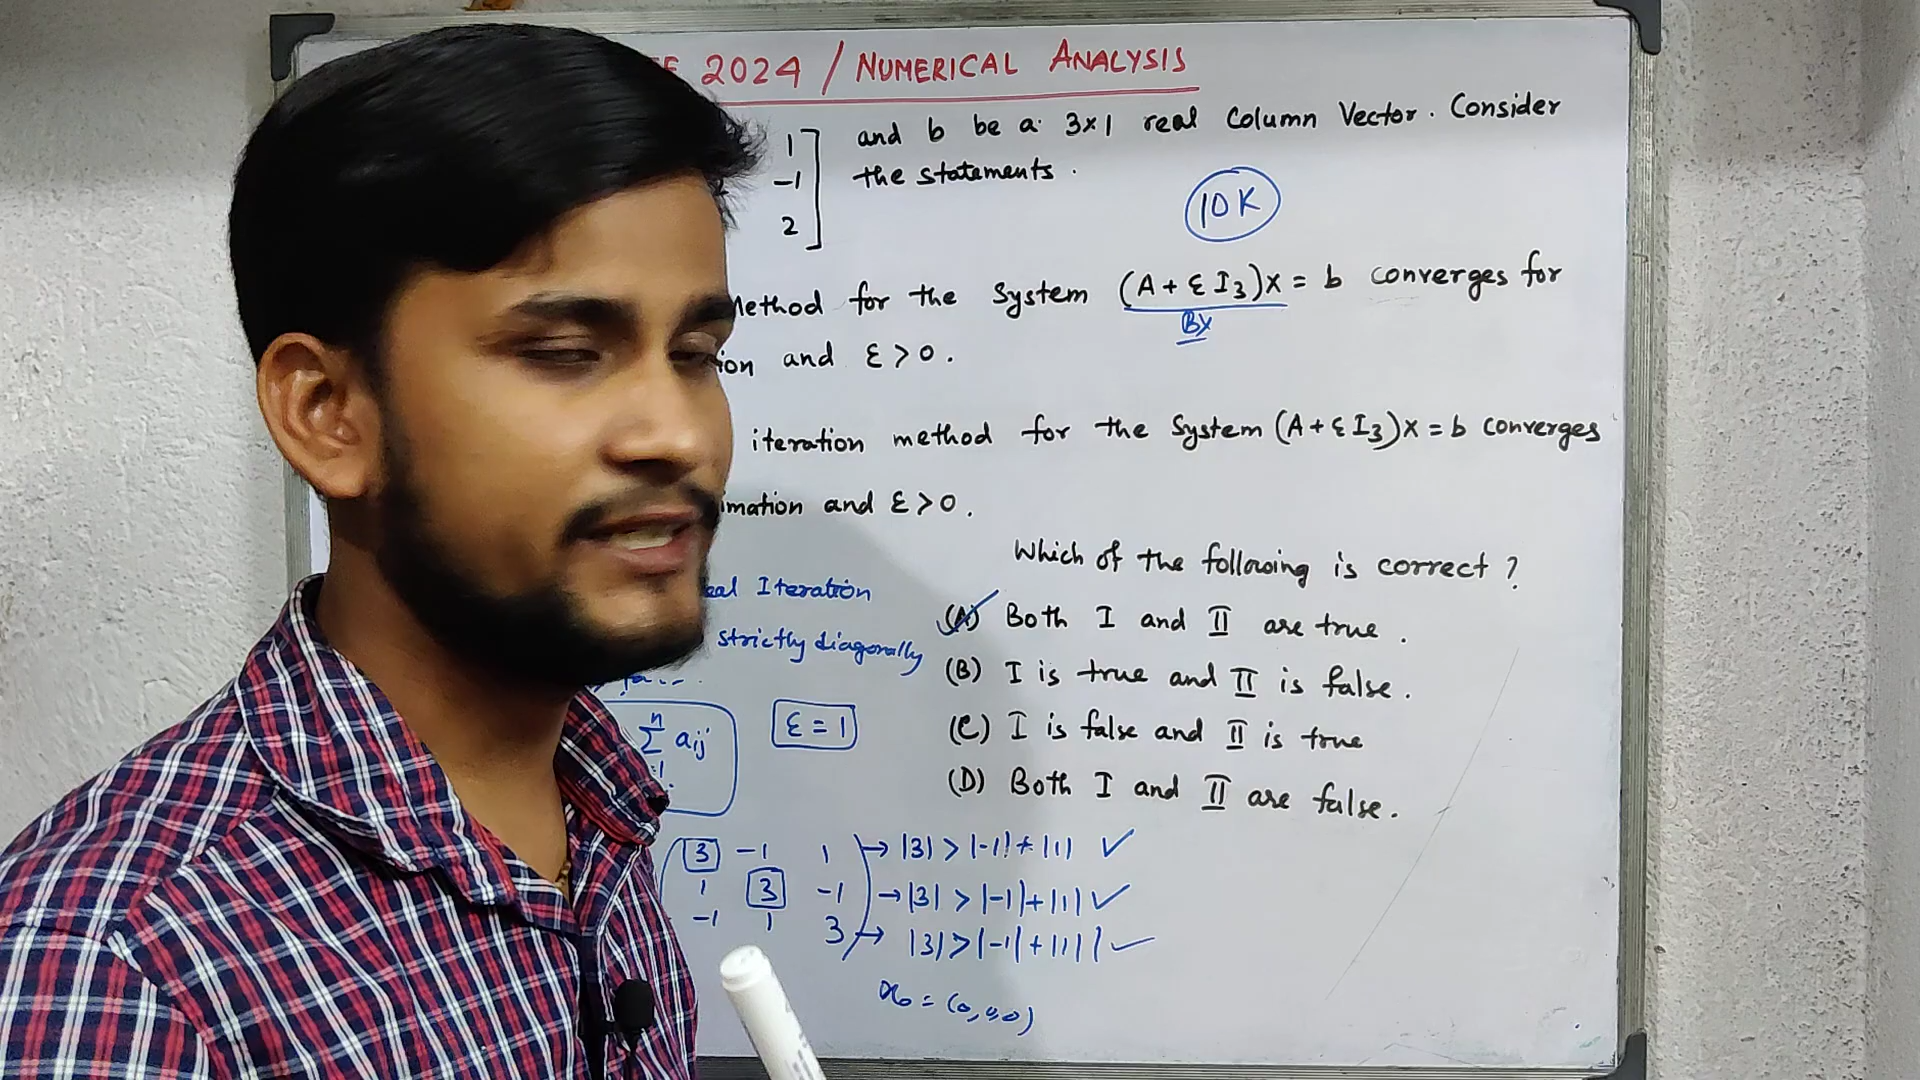 2024 / NUMERICAL ANALYSIS
1 and b be a 3×1 real Column Vector. Consider
-1 the statements.
2
10K
Method for the System (A + ε I₃)x = b converges for
Bx
and ε > 0.
iteration method for the System (A + ε I₃)x = b converges
and ε > 0.
Which of the following is correct ?
Iteration
(A) Both I and II are true.
strictly diagonally
(B) I is true and II is false.
n
Σ aij
ε = 1
(C) I is false and II is true
(D) Both I and II are false.
3 -1 1 → |3| > |-1| + |1| ✓
1 3 -1 → |3| > |-1| + |1| ✓
-1 1 3 → |3| > |-1| + |1| ✓
x₀ = (0,0,0)